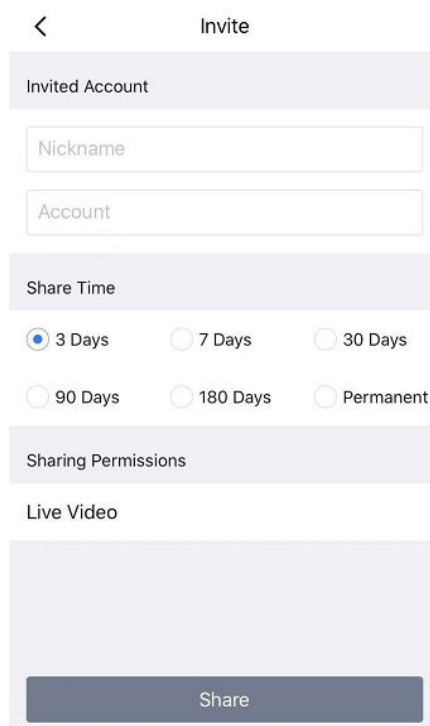 Invite
Invited Account
Nickname
Account
Share Time
3 Days 7 Days 30 Days
90 Days 180 Days Permanent
Sharing Permissions
Live Video
Share